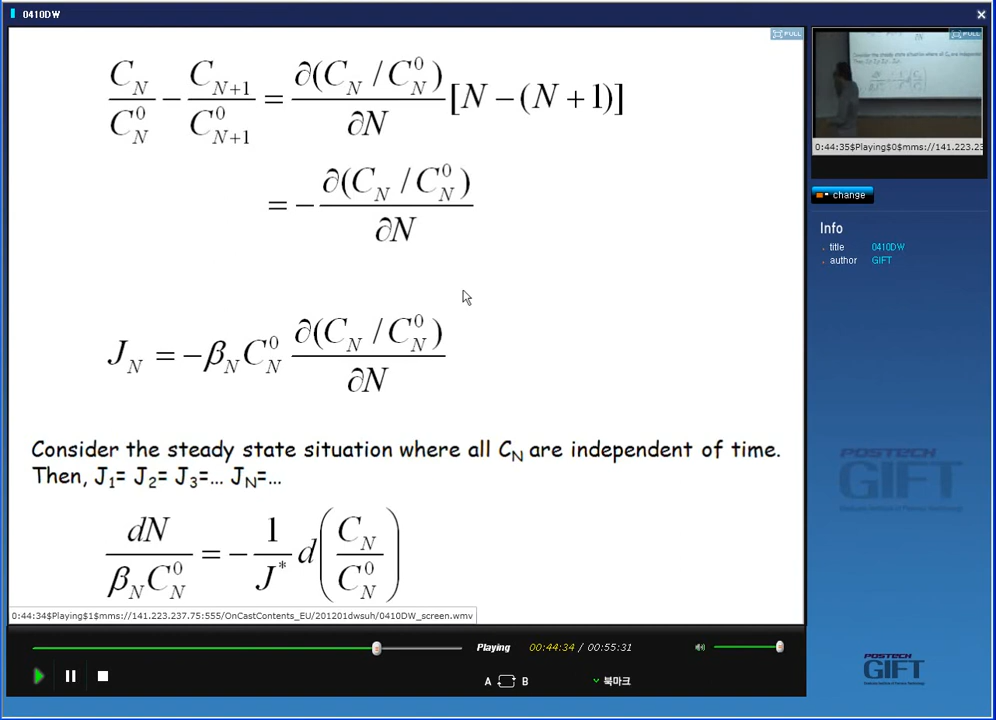 0410DW
FULL
C_N / C_N^0 − C_{N+1} / C_{N+1}^0 = ∂(C_N / C_N^0) / ∂N [N − (N + 1)]
= − ∂(C_N / C_N^0) / ∂N
J_N = −β_N C_N^0 ∂(C_N / C_N^0) / ∂N
Consider the steady state situation where all C_N are independent of time.
Then, J_1= J_2= J_3=... J_N=...
dN / β_N C_N^0 = − 1 / J^* d(C_N / C_N^0)
0:44:34$Playing$1$mms://141.223.237.75:555/OnCastContents_EU/201201dwsuh/0410DW_screen.wmv
Playing 00:44:34 / 00:55:31
A B 북마크
FULL
0:44:35$Playing$0$mms://141.223.23
change
Info
title 0410DW
author GIFT
POSTECH
GIFT
POSTECH
GIFT